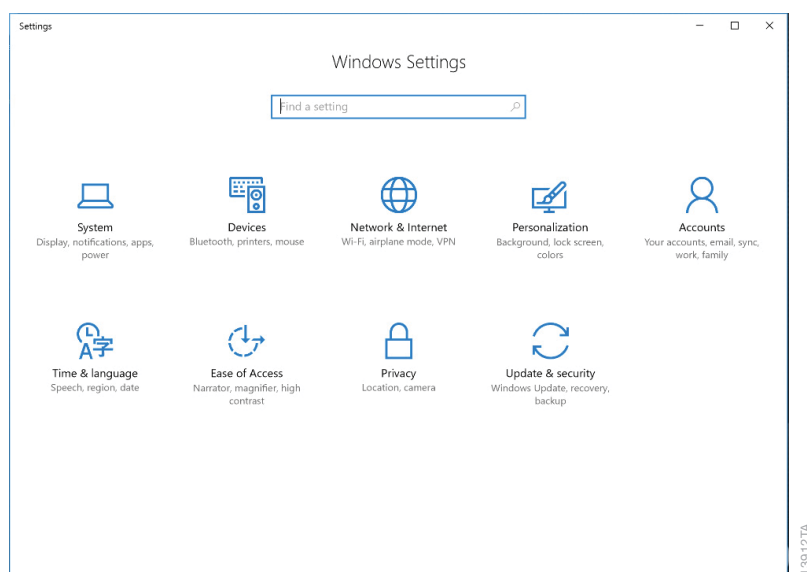 Settings
Windows Settings
Find a setting
System
Display, notifications, apps,
power
Devices
Bluetooth, printers, mouse
Network & Internet
Wi-Fi, airplane mode, VPN
Personalization
Background, lock screen,
colors
Accounts
Your accounts, email, sync,
work, family
Time & language
Speech, region, date
Ease of Access
Narrator, magnifier, high
contrast
Privacy
Location, camera
Update & security
Windows Update, recovery,
backup